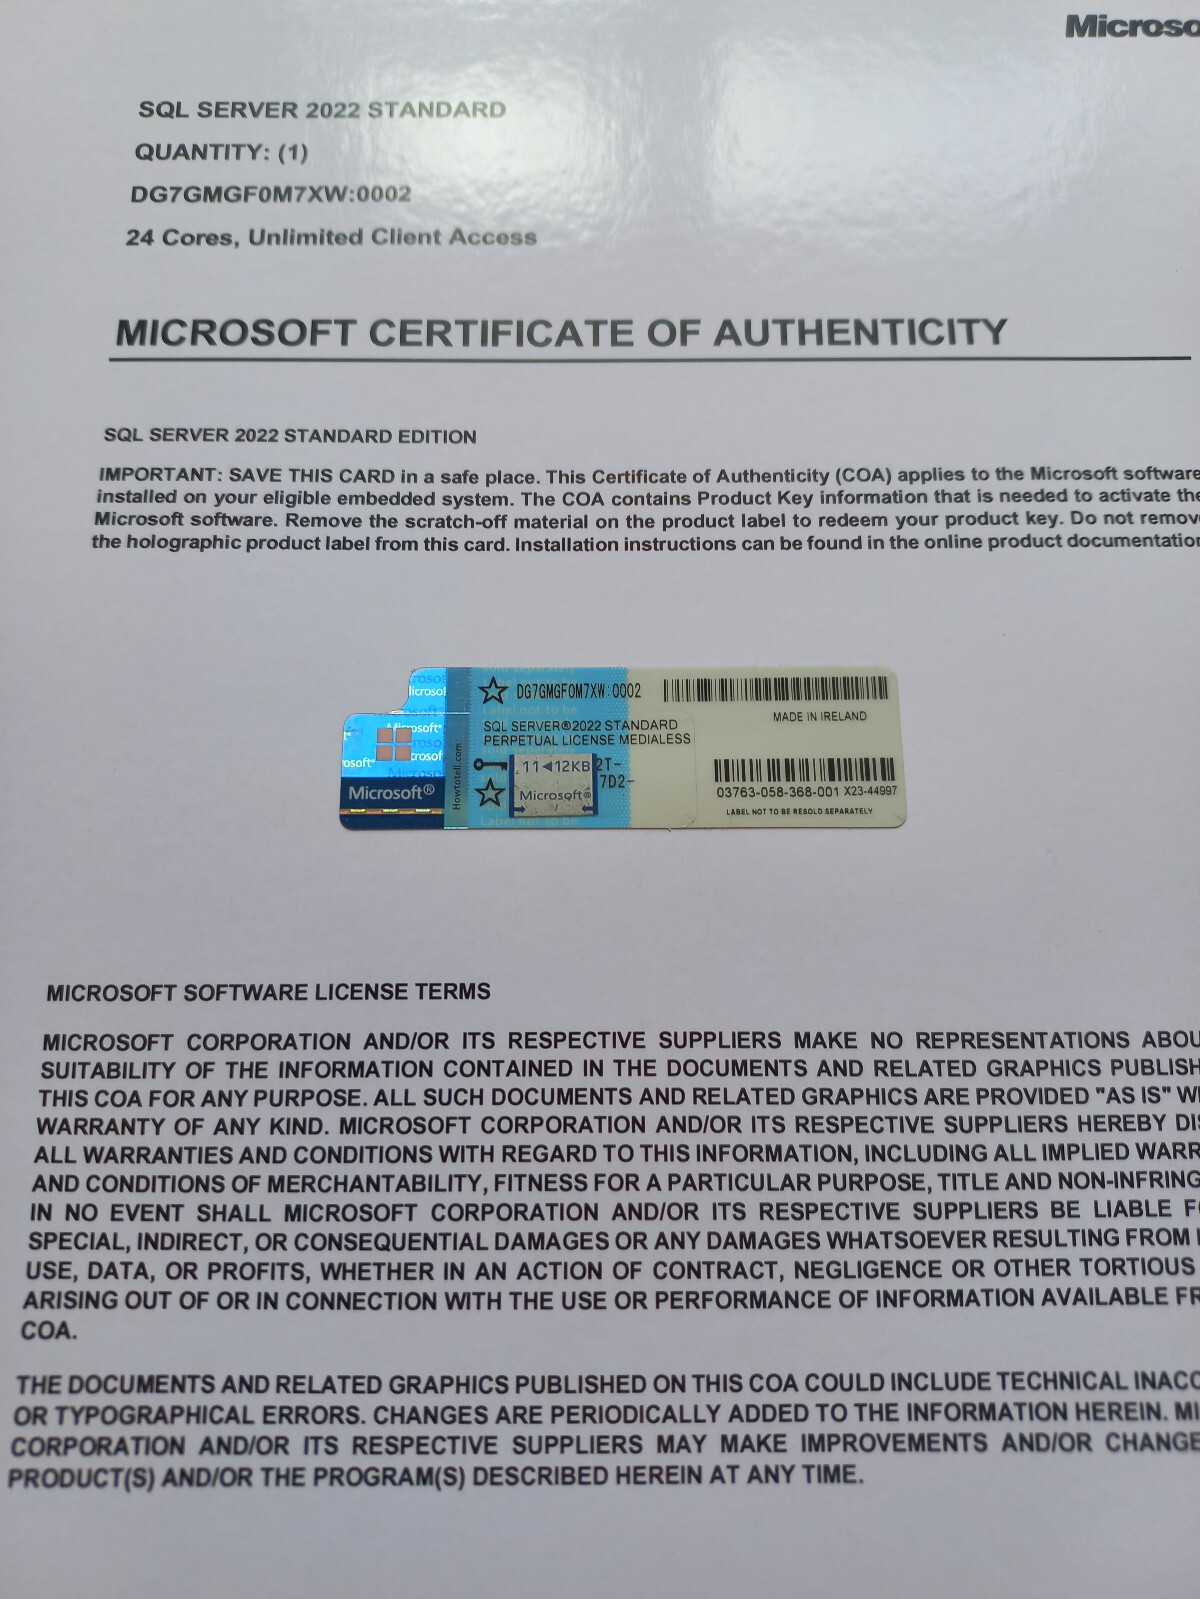 Microso
SQL SERVER 2022 STANDARD
QUANTITY: (1)
DG7GMGF0M7XW:0002
24 Cores, Unlimited Client Access
MICROSOFT CERTIFICATE OF AUTHENTICITY
SQL SERVER 2022 STANDARD EDITION
IMPORTANT: SAVE THIS CARD in a safe place. This Certificate of Authenticity (COA) applies to the Microsoft software
installed on your eligible embedded system. The COA contains Product Key information that is needed to activate the
Microsoft software. Remove the scratch-off material on the product label to redeem your product key. Do not remov
the holographic product label from this card. Installation instructions can be found in the online product documentation
DG7GMGF0M7XW:0002
MADE IN IRELAND
SQL SERVER®2022 STANDARD
PERPETUAL LICENSE MEDIALESS
11◄12KB 2T-
7D2-
Microsoft®
Microsoft®
Howtotell.com
Label not to be
03763-058-368-001 X23-44997
LABEL NOT TO BE RESOLD SEPARATELY
MICROSOFT SOFTWARE LICENSE TERMS
MICROSOFT CORPORATION AND/OR ITS RESPECTIVE SUPPLIERS MAKE NO REPRESENTATIONS ABOU
SUITABILITY OF THE INFORMATION CONTAINED IN THE DOCUMENTS AND RELATED GRAPHICS PUBLISH
THIS COA FOR ANY PURPOSE. ALL SUCH DOCUMENTS AND RELATED GRAPHICS ARE PROVIDED "AS IS" WI
WARRANTY OF ANY KIND. MICROSOFT CORPORATION AND/OR ITS RESPECTIVE SUPPLIERS HEREBY DIS
ALL WARRANTIES AND CONDITIONS WITH REGARD TO THIS INFORMATION, INCLUDING ALL IMPLIED WARR
AND CONDITIONS OF MERCHANTABILITY, FITNESS FOR A PARTICULAR PURPOSE, TITLE AND NON-INFRING
IN NO EVENT SHALL MICROSOFT CORPORATION AND/OR ITS RESPECTIVE SUPPLIERS BE LIABLE F
SPECIAL, INDIRECT, OR CONSEQUENTIAL DAMAGES OR ANY DAMAGES WHATSOEVER RESULTING FROM
USE, DATA, OR PROFITS, WHETHER IN AN ACTION OF CONTRACT, NEGLIGENCE OR OTHER TORTIOUS
ARISING OUT OF OR IN CONNECTION WITH THE USE OR PERFORMANCE OF INFORMATION AVAILABLE FR
COA.
THE DOCUMENTS AND RELATED GRAPHICS PUBLISHED ON THIS COA COULD INCLUDE TECHNICAL INACC
OR TYPOGRAPHICAL ERRORS. CHANGES ARE PERIODICALLY ADDED TO THE INFORMATION HEREIN. MI
CORPORATION AND/OR ITS RESPECTIVE SUPPLIERS MAY MAKE IMPROVEMENTS AND/OR CHANGE
PRODUCT(S) AND/OR THE PROGRAM(S) DESCRIBED HEREIN AT ANY TIME.